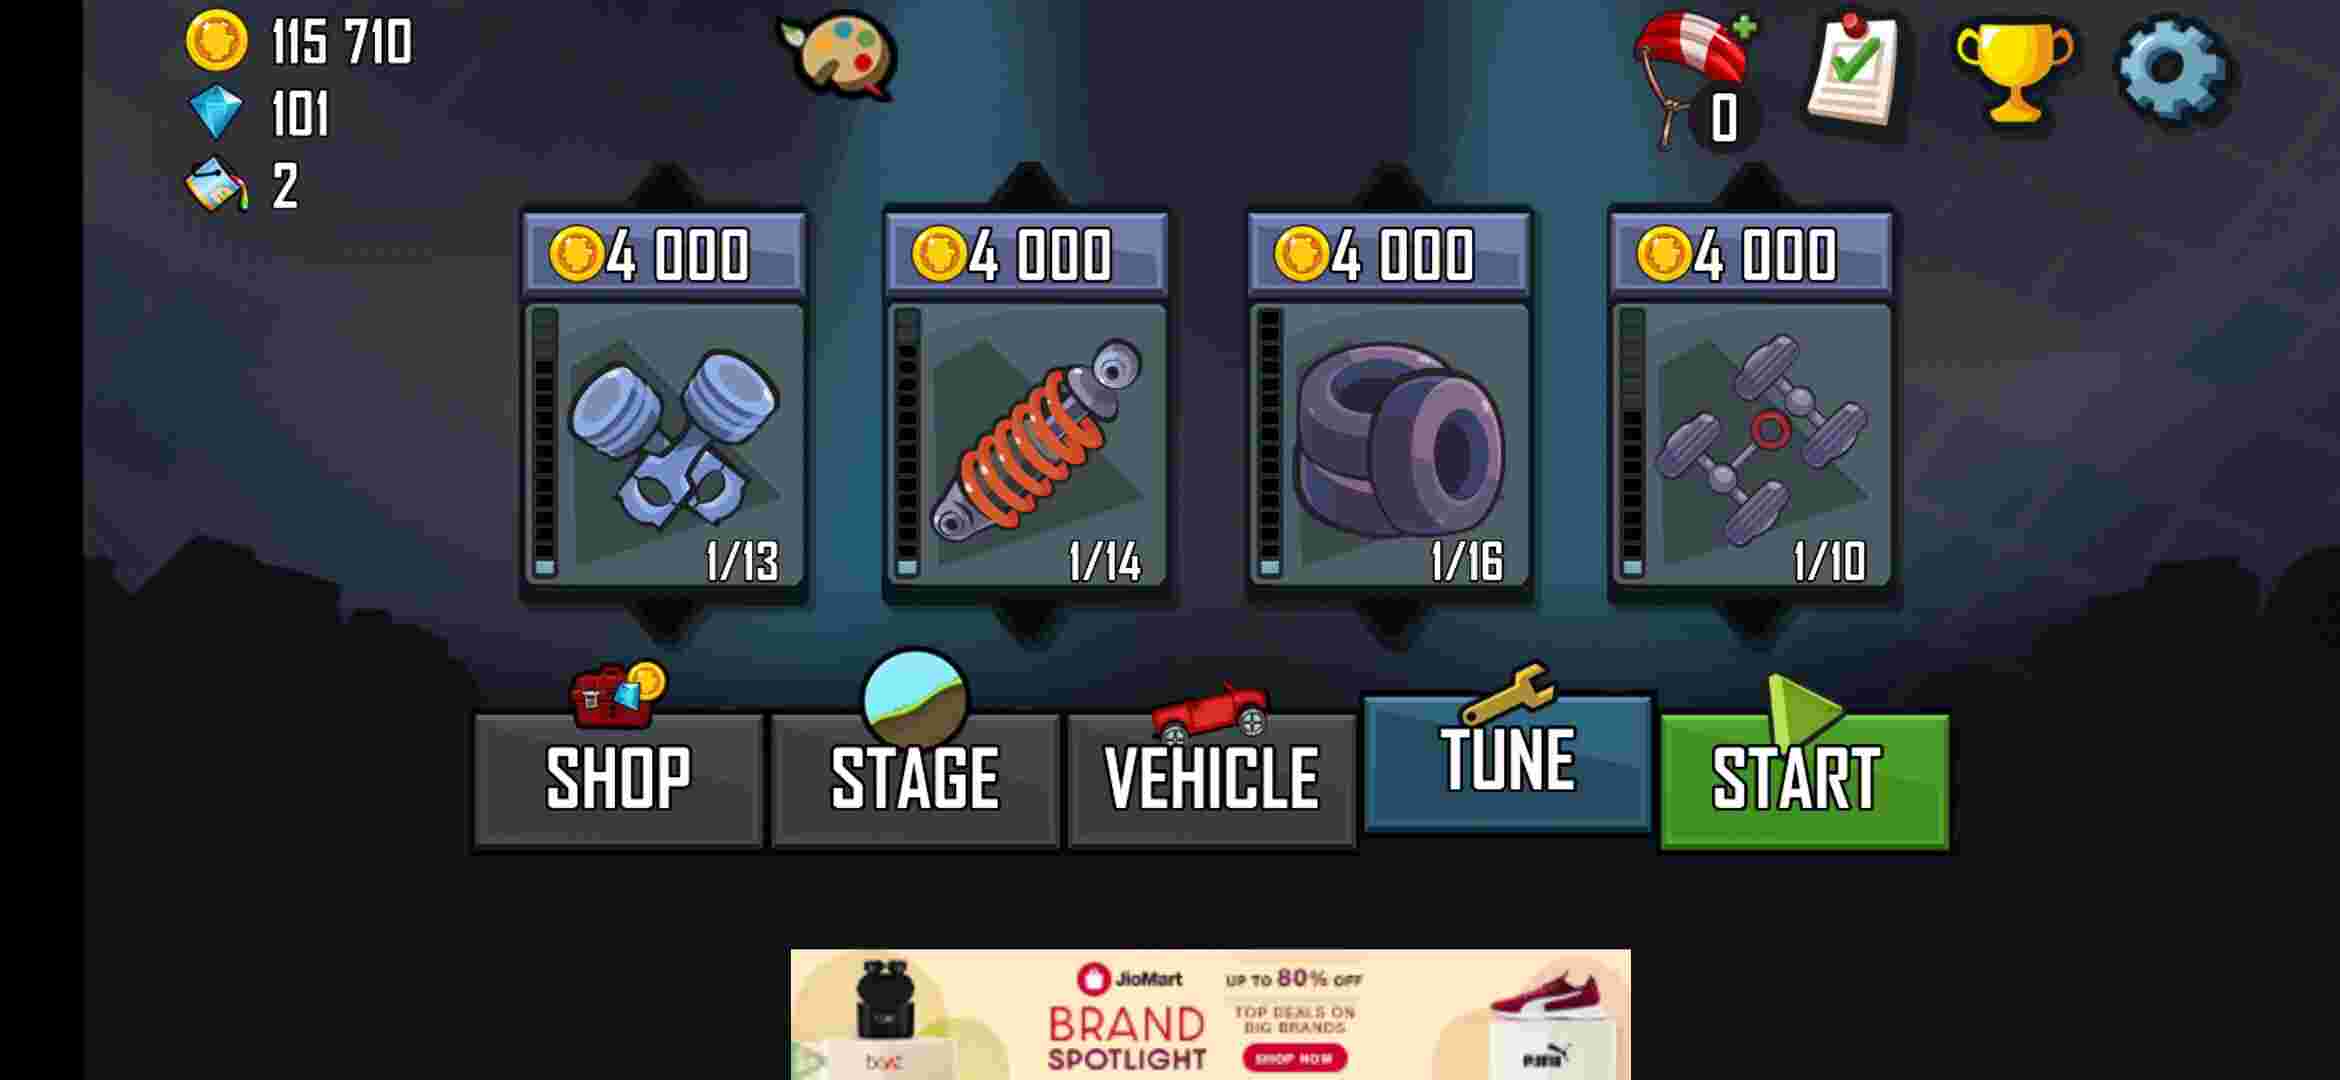 115 710
101
2
0
4 000
4 000
4 000
4 000
1/13
1/14
1/16
1/10
SHOP
STAGE
VEHICLE
TUNE
START
JioMart
BRAND
SPOTLIGHT
UP TO 80% OFF
TOP DEALS ON
BIG BRANDS
SHOP NOW
boAt
PUMA